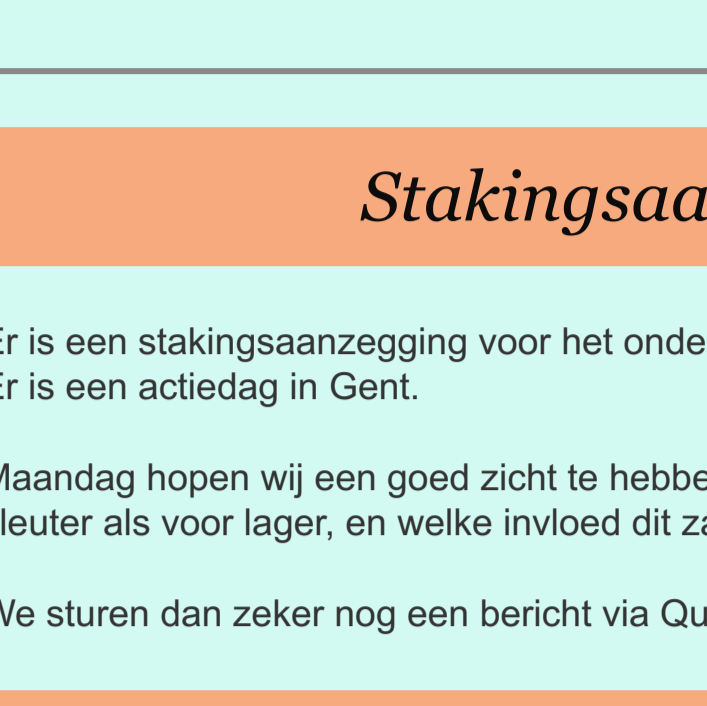 Stakingsaa
Er is een stakingsaanzegging voor het onde
Er is een actiedag in Gent.
Maandag hopen wij een goed zicht te hebbe
leuter als voor lager, en welke invloed dit za
We sturen dan zeker nog een bericht via Qu